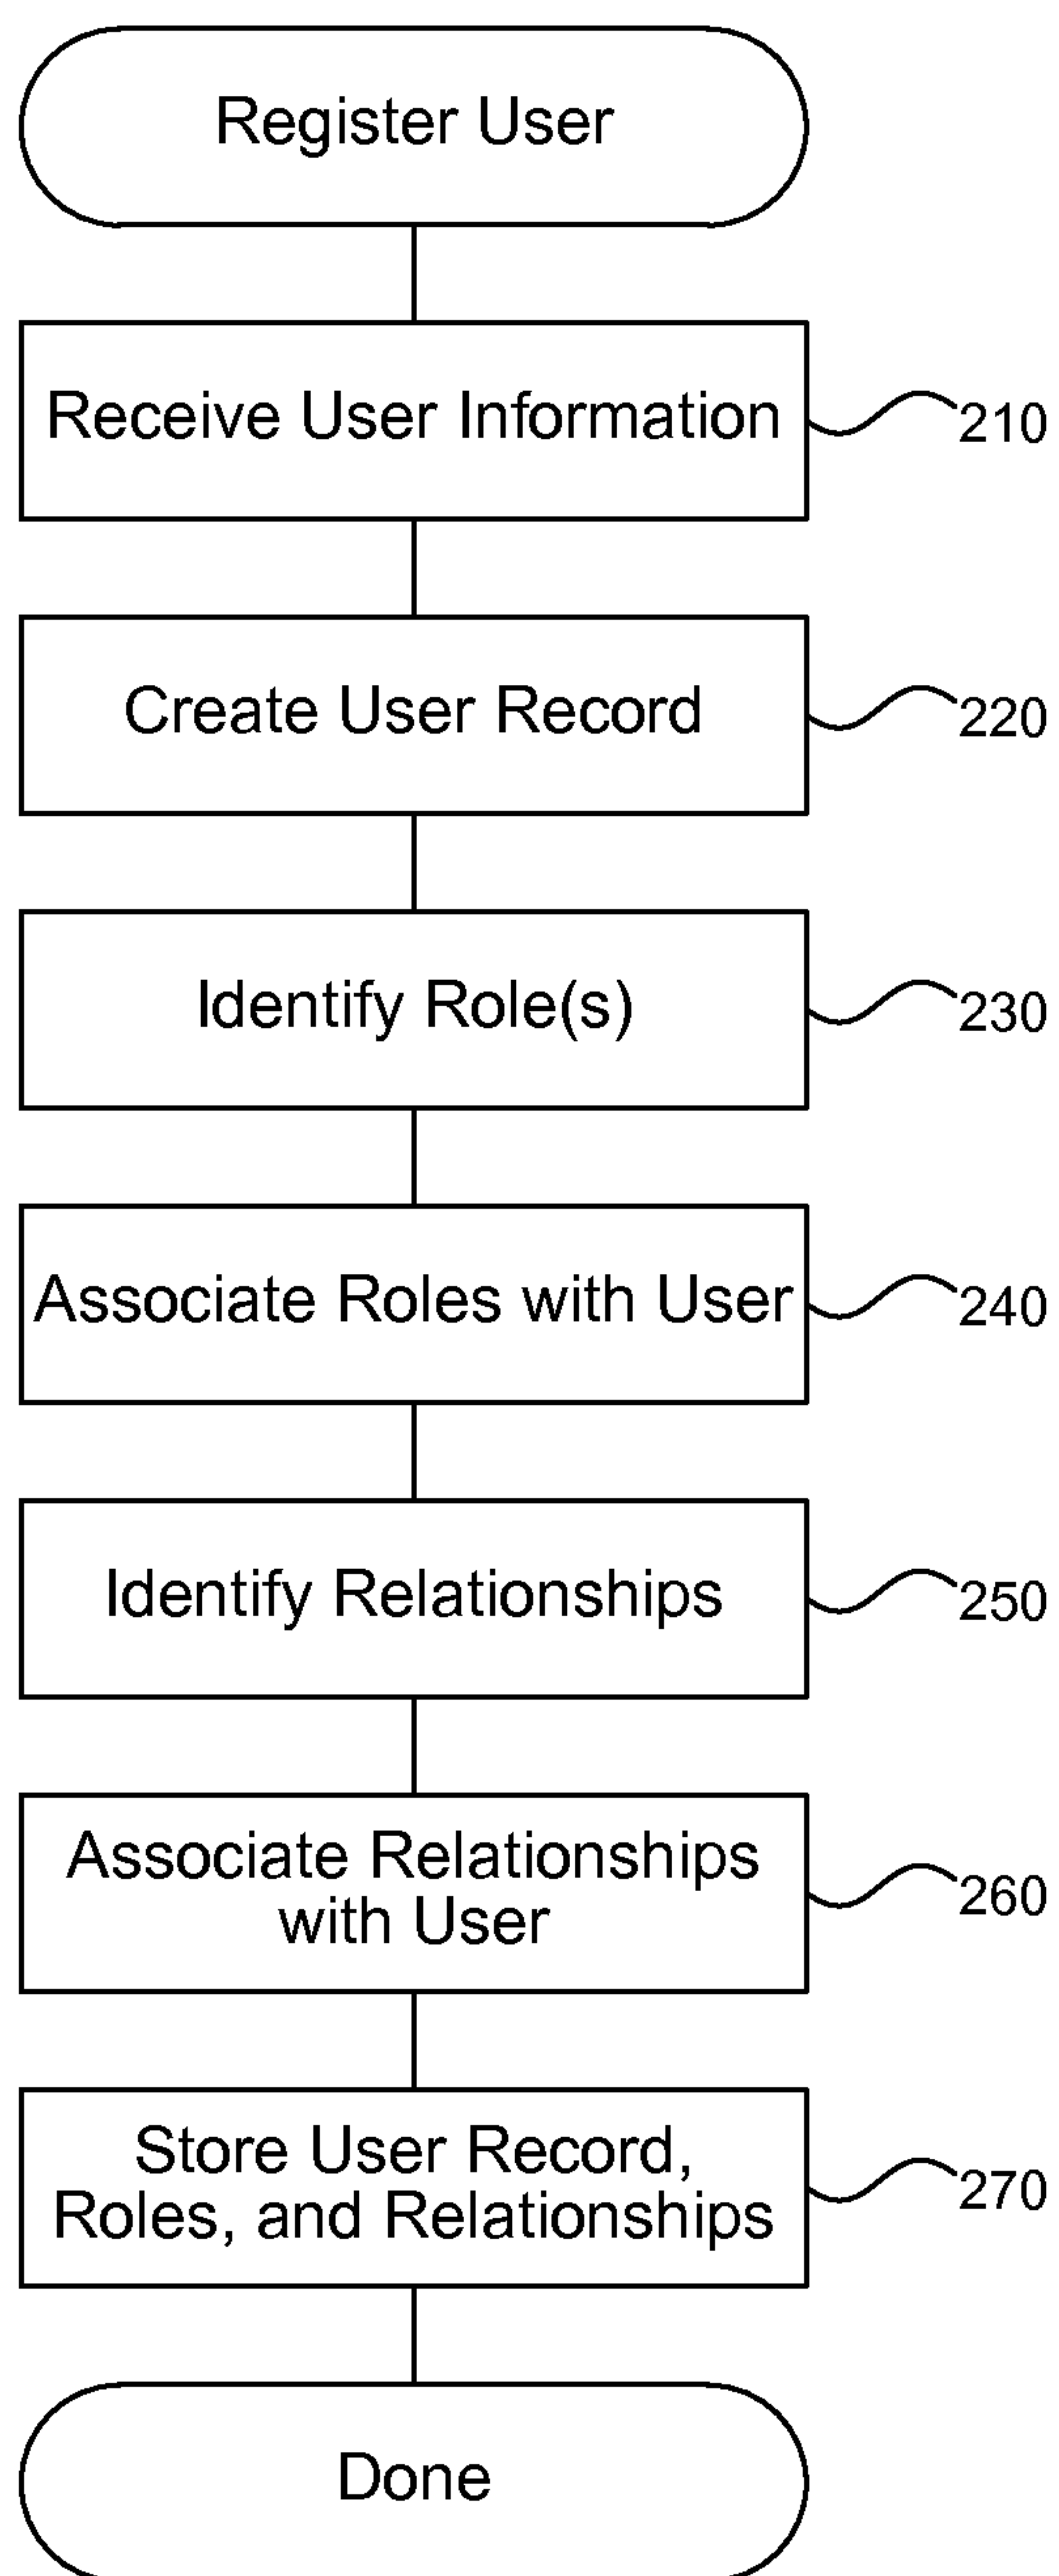 Register User
Receive User Information
210
Create User Record
220
Identify Role(s)
230
Associate Roles with User
240
Identify Relationships
250
Associate Relationships
with User
260
Store User Record,
Roles, and Relationships
270
Done